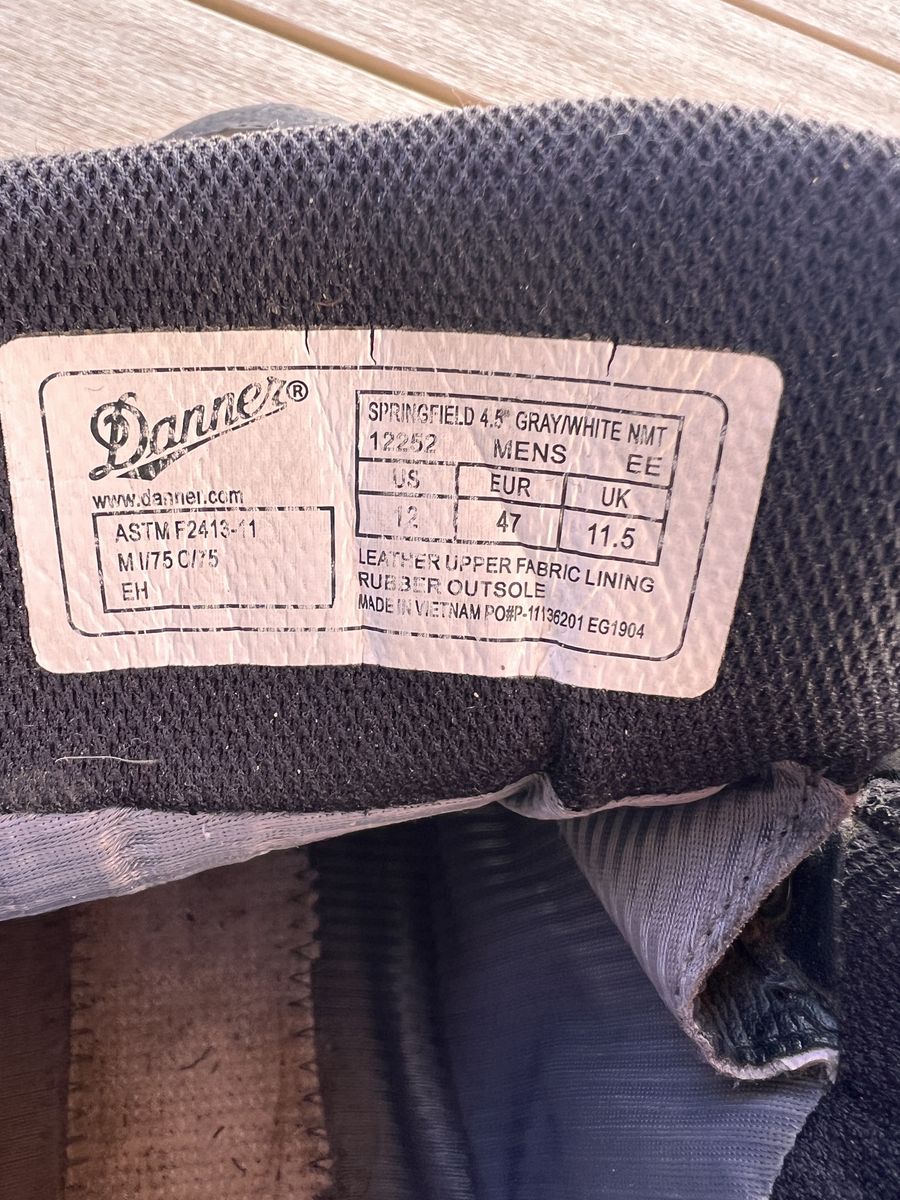 Danner®
www.danner.com
ASTM F2413-11
M I/75 C/75
EH
SPRINGFIELD 4.5" GRAY/WHITE NMT
12252 MENS EE
US EUR UK
12 47 11.5
LEATHER UPPER FABRIC LINING
RUBBER OUTSOLE
MADE IN VIETNAM PO#P-11136201 EG1904